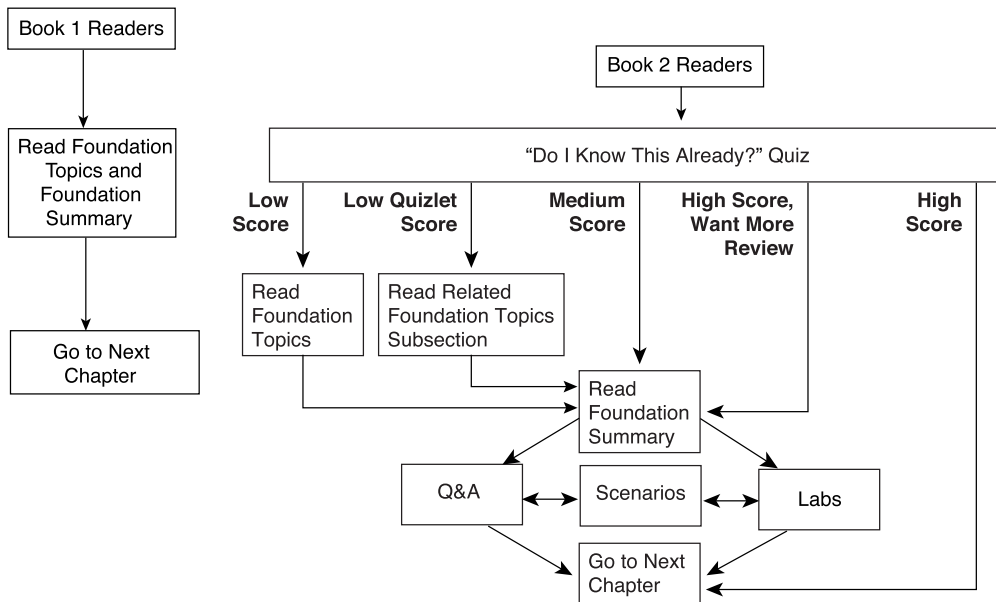 Book 1 Readers
Read Foundation
Topics and
Foundation
Summary
Go to Next
Chapter
Book 2 Readers
“Do I Know This Already?” Quiz
Low
Score
Low Quizlet
Score
Medium
Score
High Score,
Want More
Review
High
Score
Read
Foundation
Topics
Read Related
Foundation Topics
Subsection
Read
Foundation
Summary
Q&A
Scenarios
Labs
Go to Next
Chapter